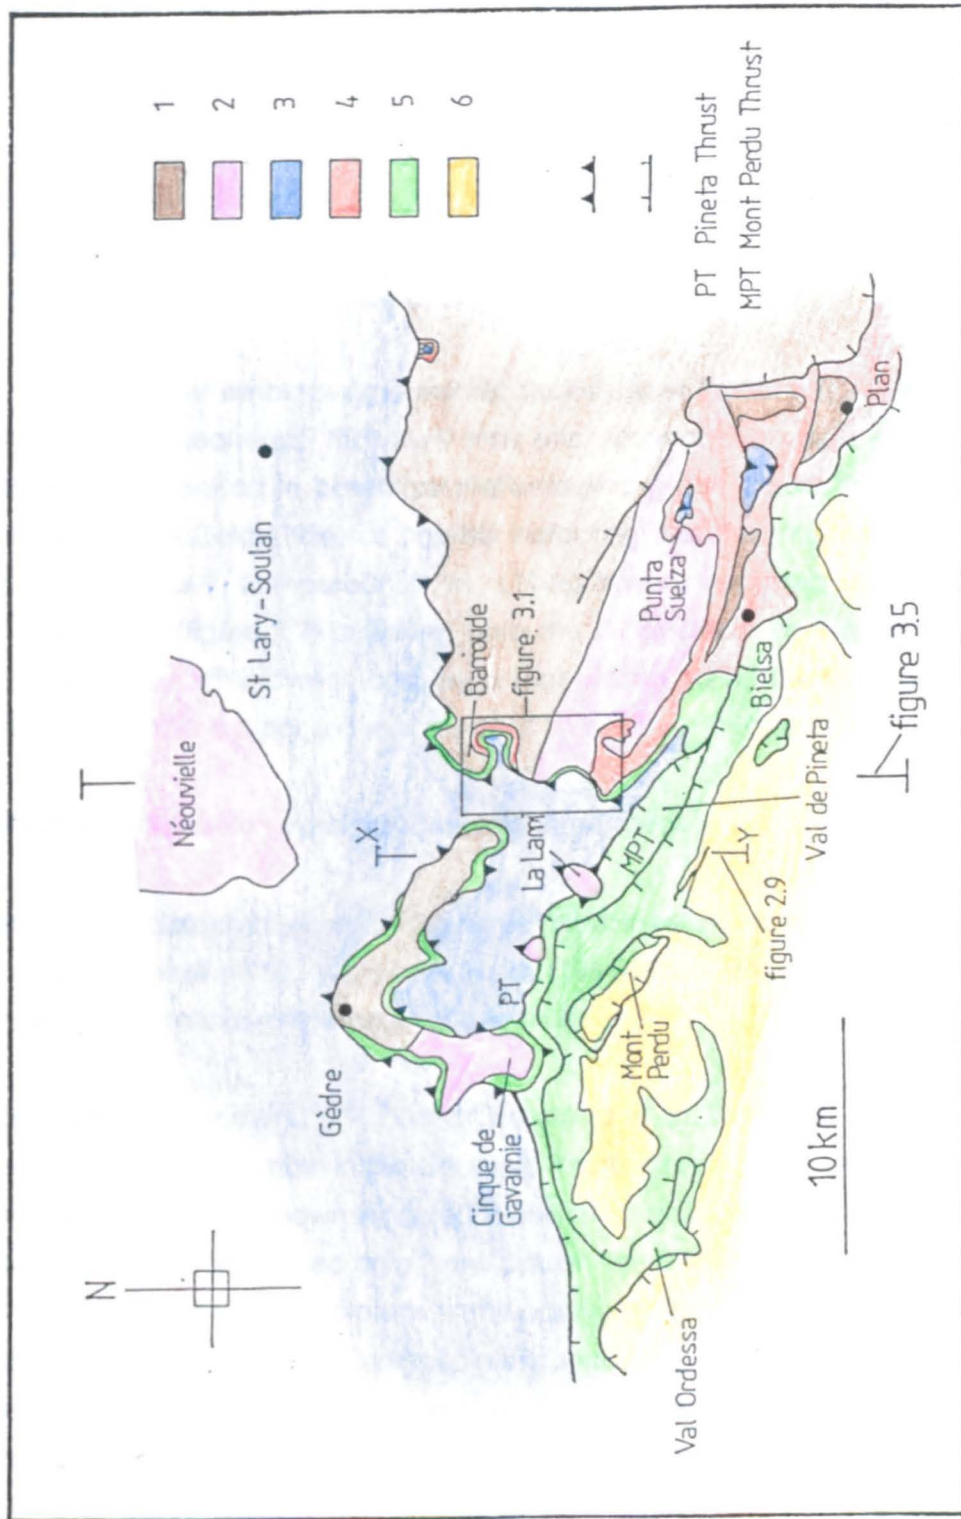 N
Néouvielle
St Lary-Soulan
1
2
3
4
5
6
PT Pineta Thrust
MPT Mont Perdu Thrust
X
Gèdre
Barroude
figure 3.1
Cirque de
Gavarnie
PT
La Larri
Punta
Suelza
MPT
Mont
Perdu
Bielsa
Plan
Y
figure 2.9
Val de Pineta
figure 3.5
Val Ordessa
10 km